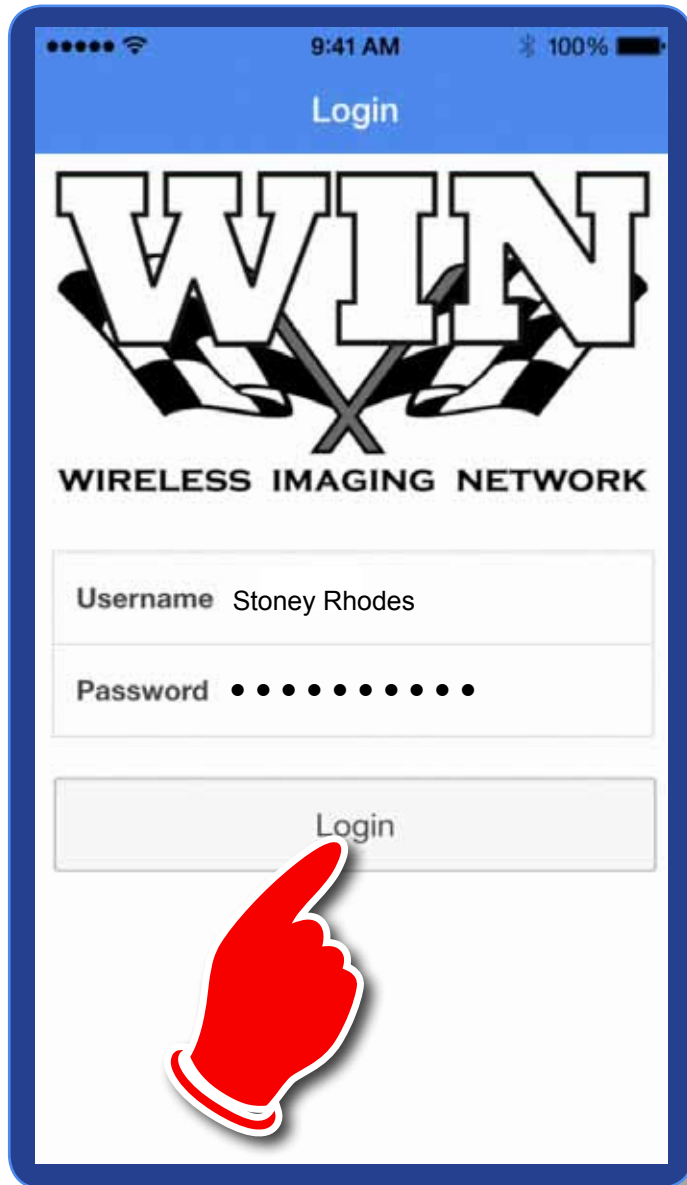 9:41 AM 100%
Login
WIN
WIRELESS IMAGING NETWORK
Username Stoney Rhodes
Password ••••••••••
Login